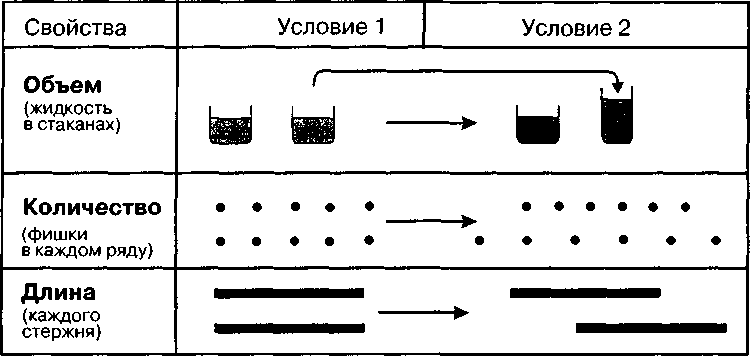 Свойства Условие 1 Условие 2
Объем
(жидкость
в стаканах)
Количество
(фишки
в каждом ряду)
Длина
(каждого
стержня)